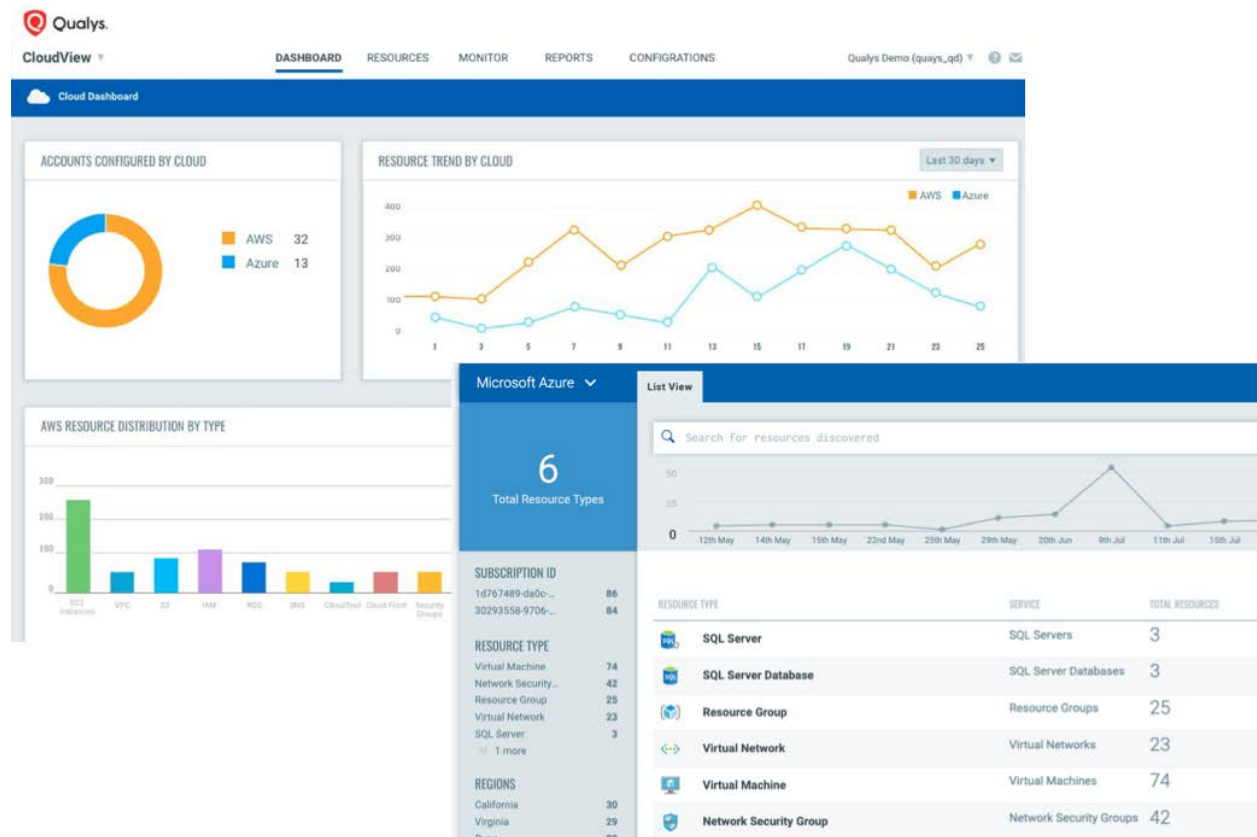 Qualys.
CloudView
DASHBOARD RESOURCES MONITOR REPORTS CONFIGRATIONS
Qualys Demo (quays_qd)
Cloud Dashboard
ACCOUNTS CONFIGURED BY CLOUD
AWS 32
Azure 13
RESOURCE TREND BY CLOUD
Last 30 days
AWS Azure
400
300
200
100
0
1 3 5 7 9 11 13 15 17 19 21 23 25
AWS RESOURCE DISTRIBUTION BY TYPE
300
200
100
0
EC2 Instances VPC S3 IAM RDS SNS CloudTrail Cloud Front Security Groups
Microsoft Azure
List View
6
Total Resource Types
Search for resources discovered
50
25
0
12th May 14th May 15th May 22nd May 25th May 29th May 20th Jun 9th Jul 11th Jul 15th Jul
SUBSCRIPTION ID
1d767489-da0c-... 86
30293558-9706-... 84
RESOURCE TYPE
Virtual Machine 74
Network Security... 42
Resource Group 25
Virtual Network 23
SQL Server 3
1 more
REGIONS
California 30
Virginia 29
RESOURCE TYPE SERVICE TOTAL RESOURCES
SQL Server SQL Servers 3
SQL Server Database SQL Server Databases 3
Resource Group Resource Groups 25
Virtual Network Virtual Networks 23
Virtual Machine Virtual Machines 74
Network Security Group Network Security Groups 42